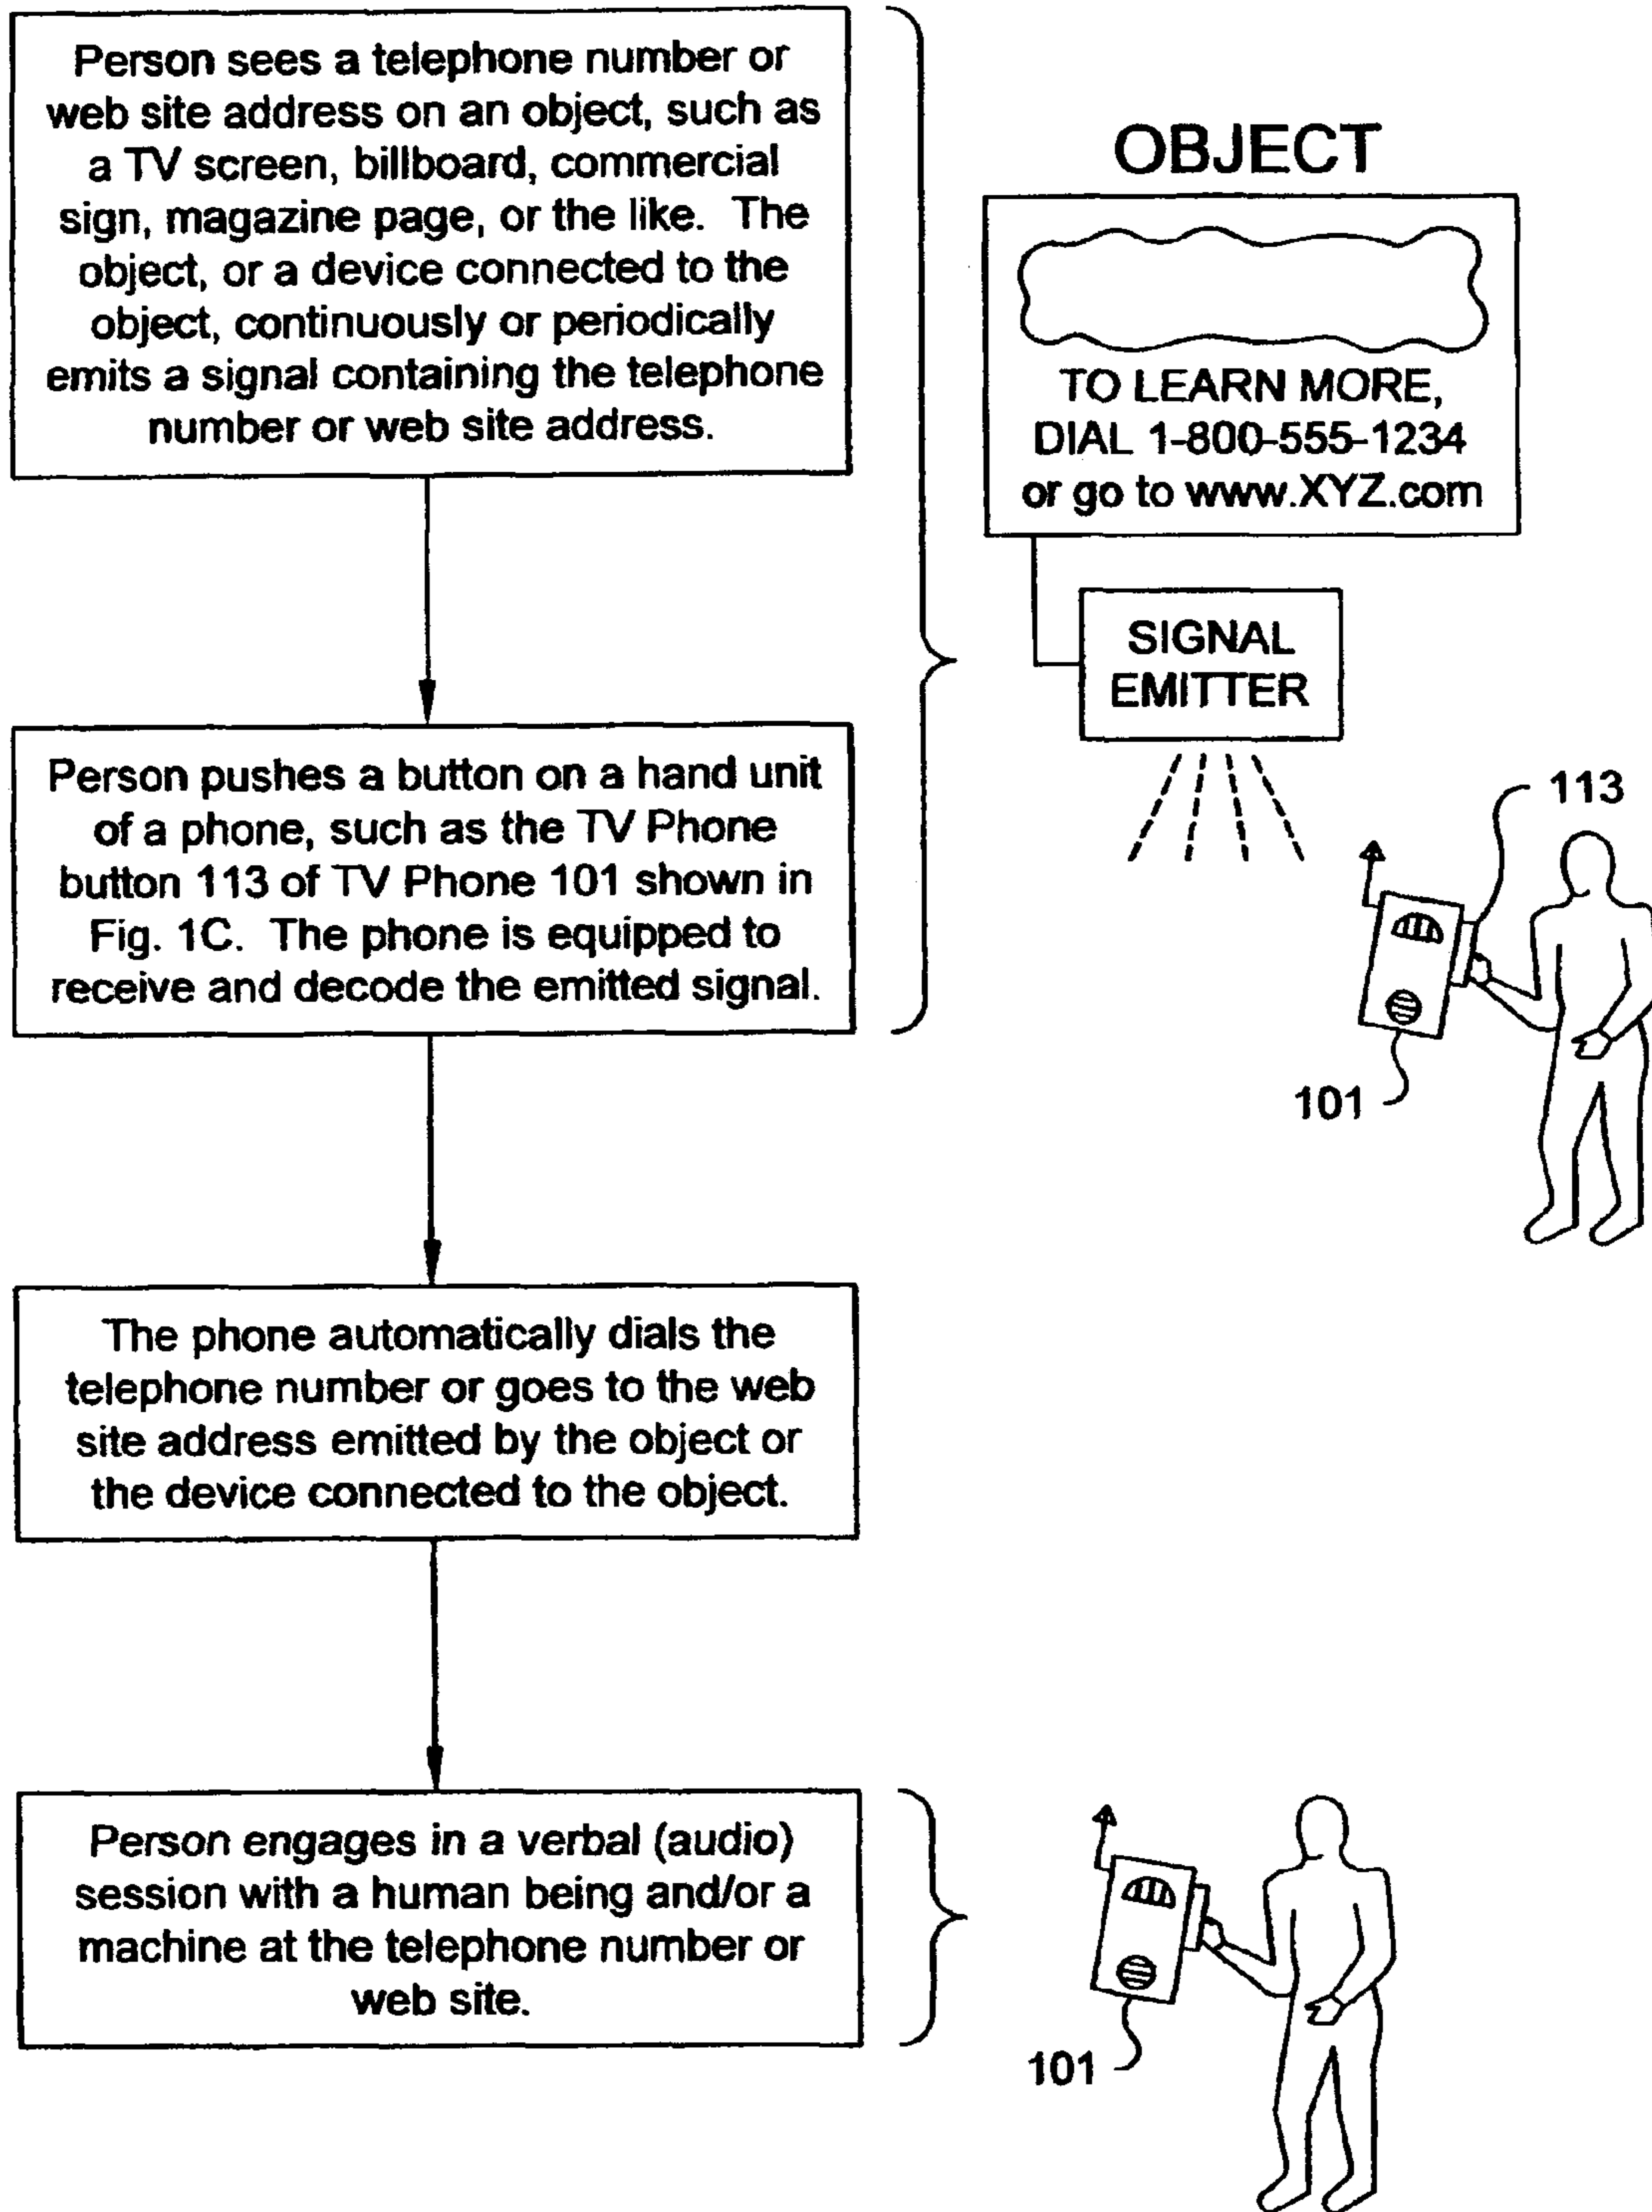 Person sees a telephone number or
web site address on an object, such as
a TV screen, billboard, commercial
sign, magazine page, or the like. The
object, or a device connected to the
object, continuously or periodically
emits a signal containing the telephone
number or web site address.
OBJECT
TO LEARN MORE,
DIAL 1-800-555-1234
or go to www.XYZ.com
SIGNAL
EMITTER
Person pushes a button on a hand unit
of a phone, such as the TV Phone
button 113 of TV Phone 101 shown in
Fig. 1C. The phone is equipped to
receive and decode the emitted signal.
113
101
The phone automatically dials the
telephone number or goes to the web
site address emitted by the object or
the device connected to the object.
Person engages in a verbal (audio)
session with a human being and/or a
machine at the telephone number or
web site.
101